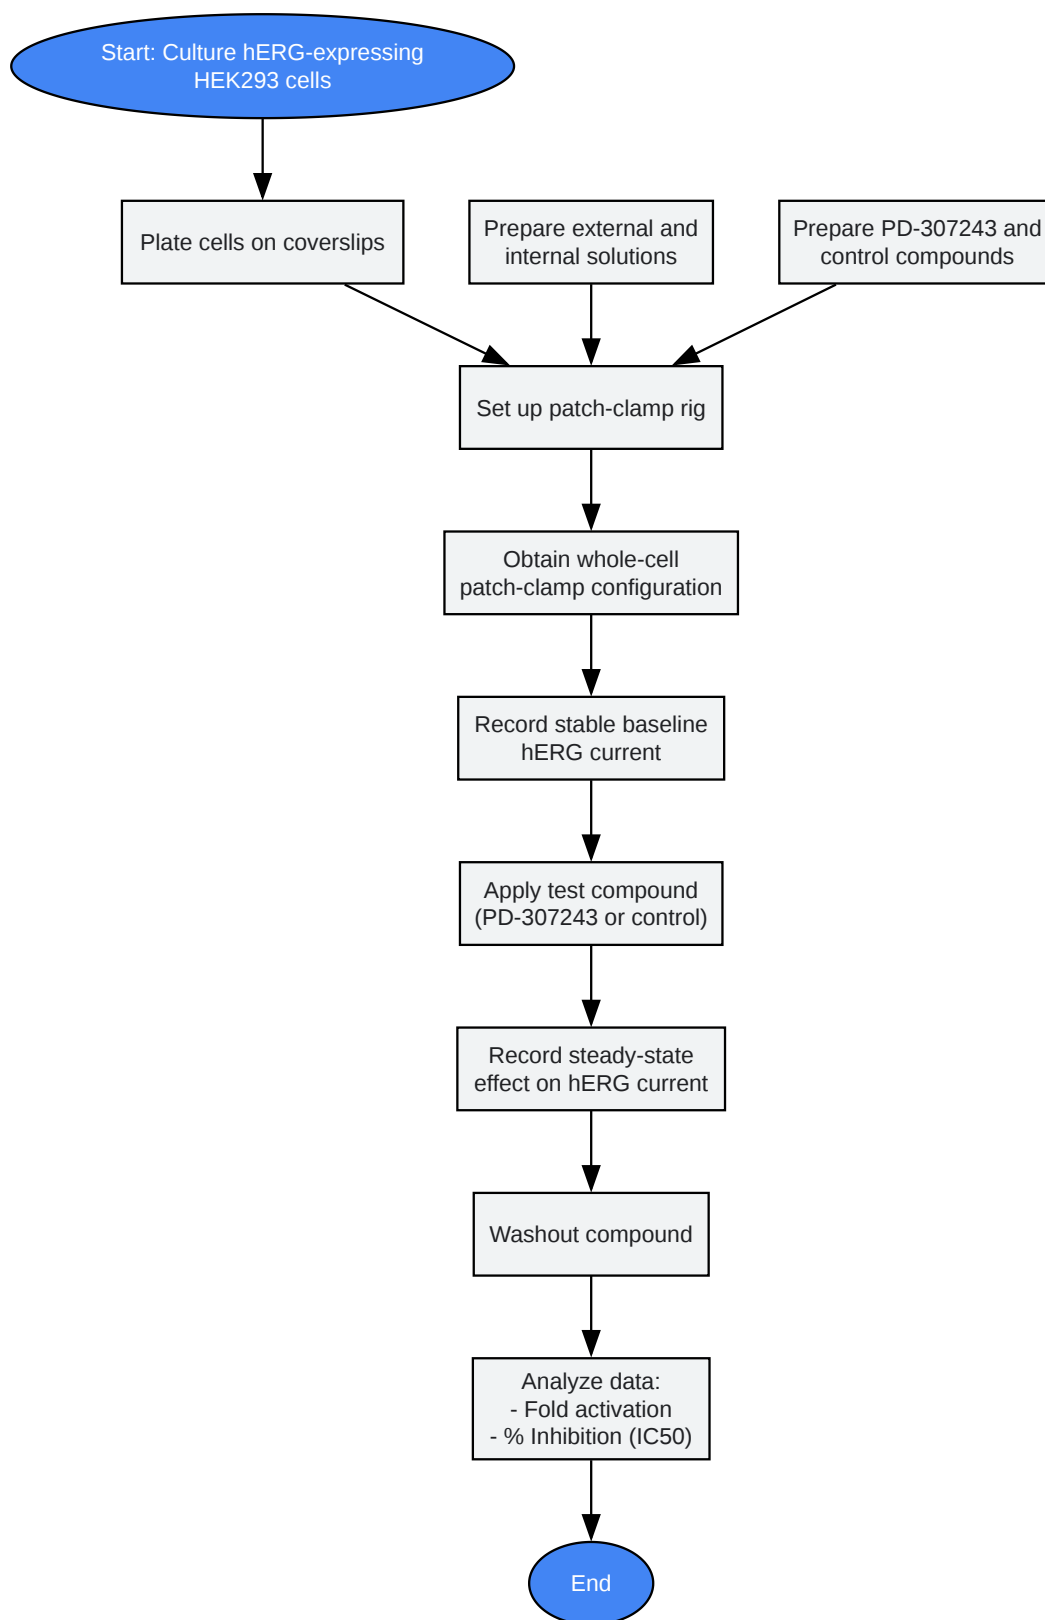 Start: Culture hERG-expressing
HEK293 cells
Plate cells on coverslips
Prepare external and
internal solutions
Prepare PD-307243 and
control compounds
Set up patch-clamp rig
Obtain whole-cell
patch-clamp configuration
Record stable baseline
hERG current
Apply test compound
(PD-307243 or control)
Record steady-state
effect on hERG current
Washout compound
Analyze data:
- Fold activation
- % Inhibition (IC50)
End